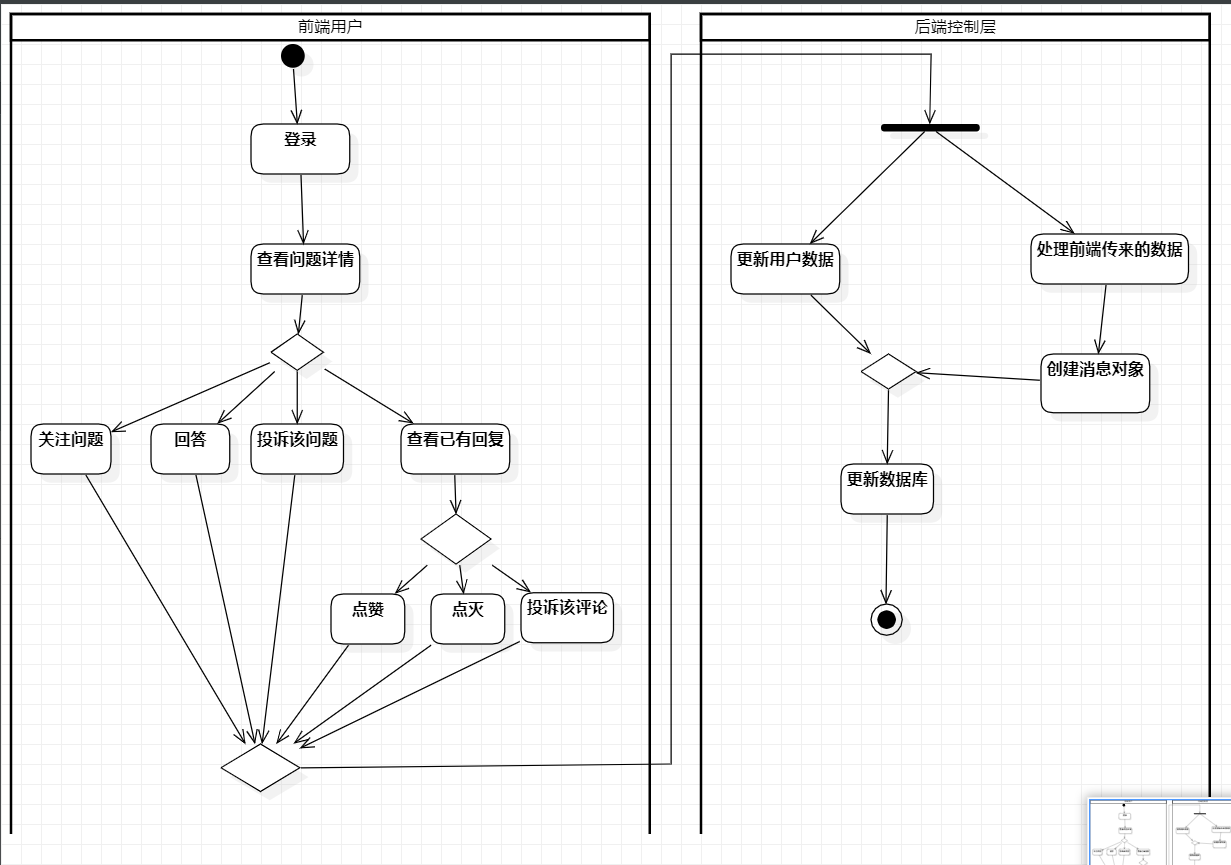 前端用户
后端控制层
登录
查看问题详情
关注问题
回答
投诉该问题
查看已有回复
点赞
点灭
投诉该评论
更新用户数据
处理前端传来的数据
创建消息对象
更新数据库